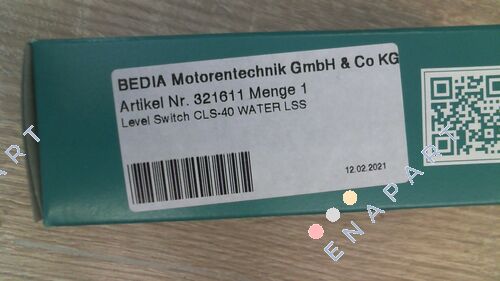 BEDIA Motorentechnik GmbH & Co KG
Artikel Nr. 321611 Menge 1
Level Switch CLS-40 WATER LSS
12.02.2021
ENAPART
ART